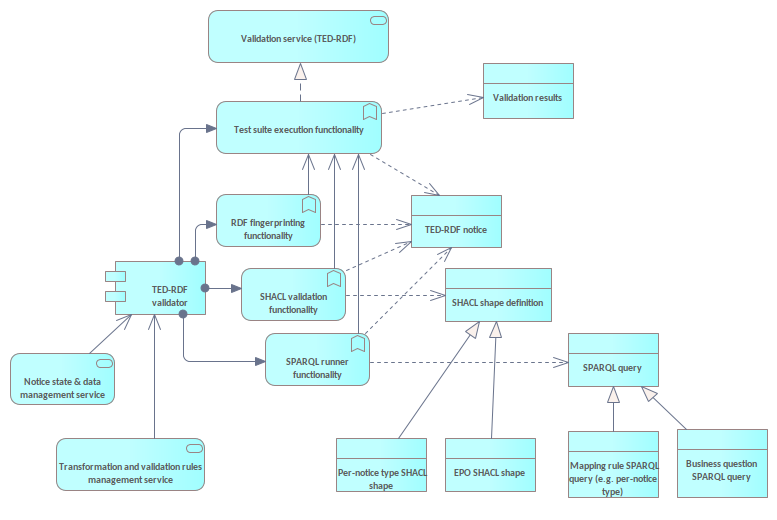 Validation service (TED-RDF)
Validation results
Test suite execution functionality
RDF fingerprinting
functionality
TED-RDF notice
TED-RDF
validator
SHACL validation
functionality
SHACL shape definition
SPARQL runner
functionality
SPARQL query
Notice state & data
management service
Transformation and validation rules
management service
Per-notice type SHACL
shape
EPO SHACL shape
Mapping rule SPARQL
query (e.g. per-notice
type)
Business question
SPARQL query